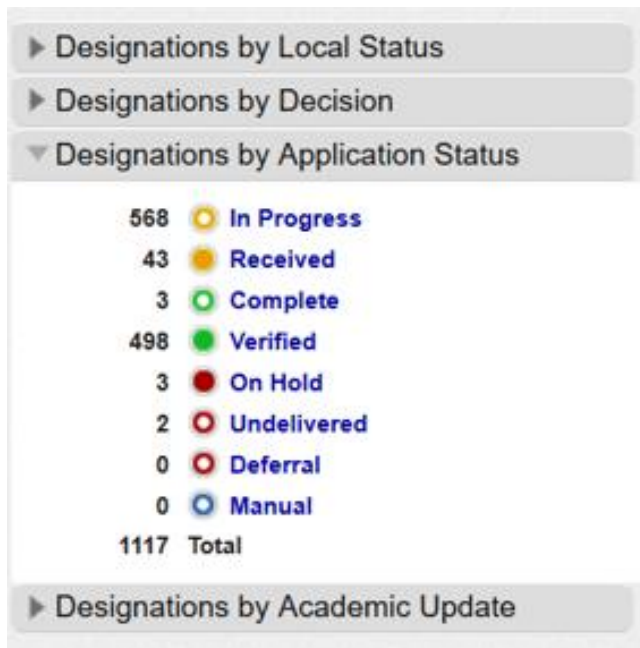 Designations by Local Status
Designations by Decision
Designations by Application Status
568 In Progress
43 Received
3 Complete
498 Verified
3 On Hold
2 Undelivered
0 Deferral
0 Manual
1117 Total
Designations by Academic Update